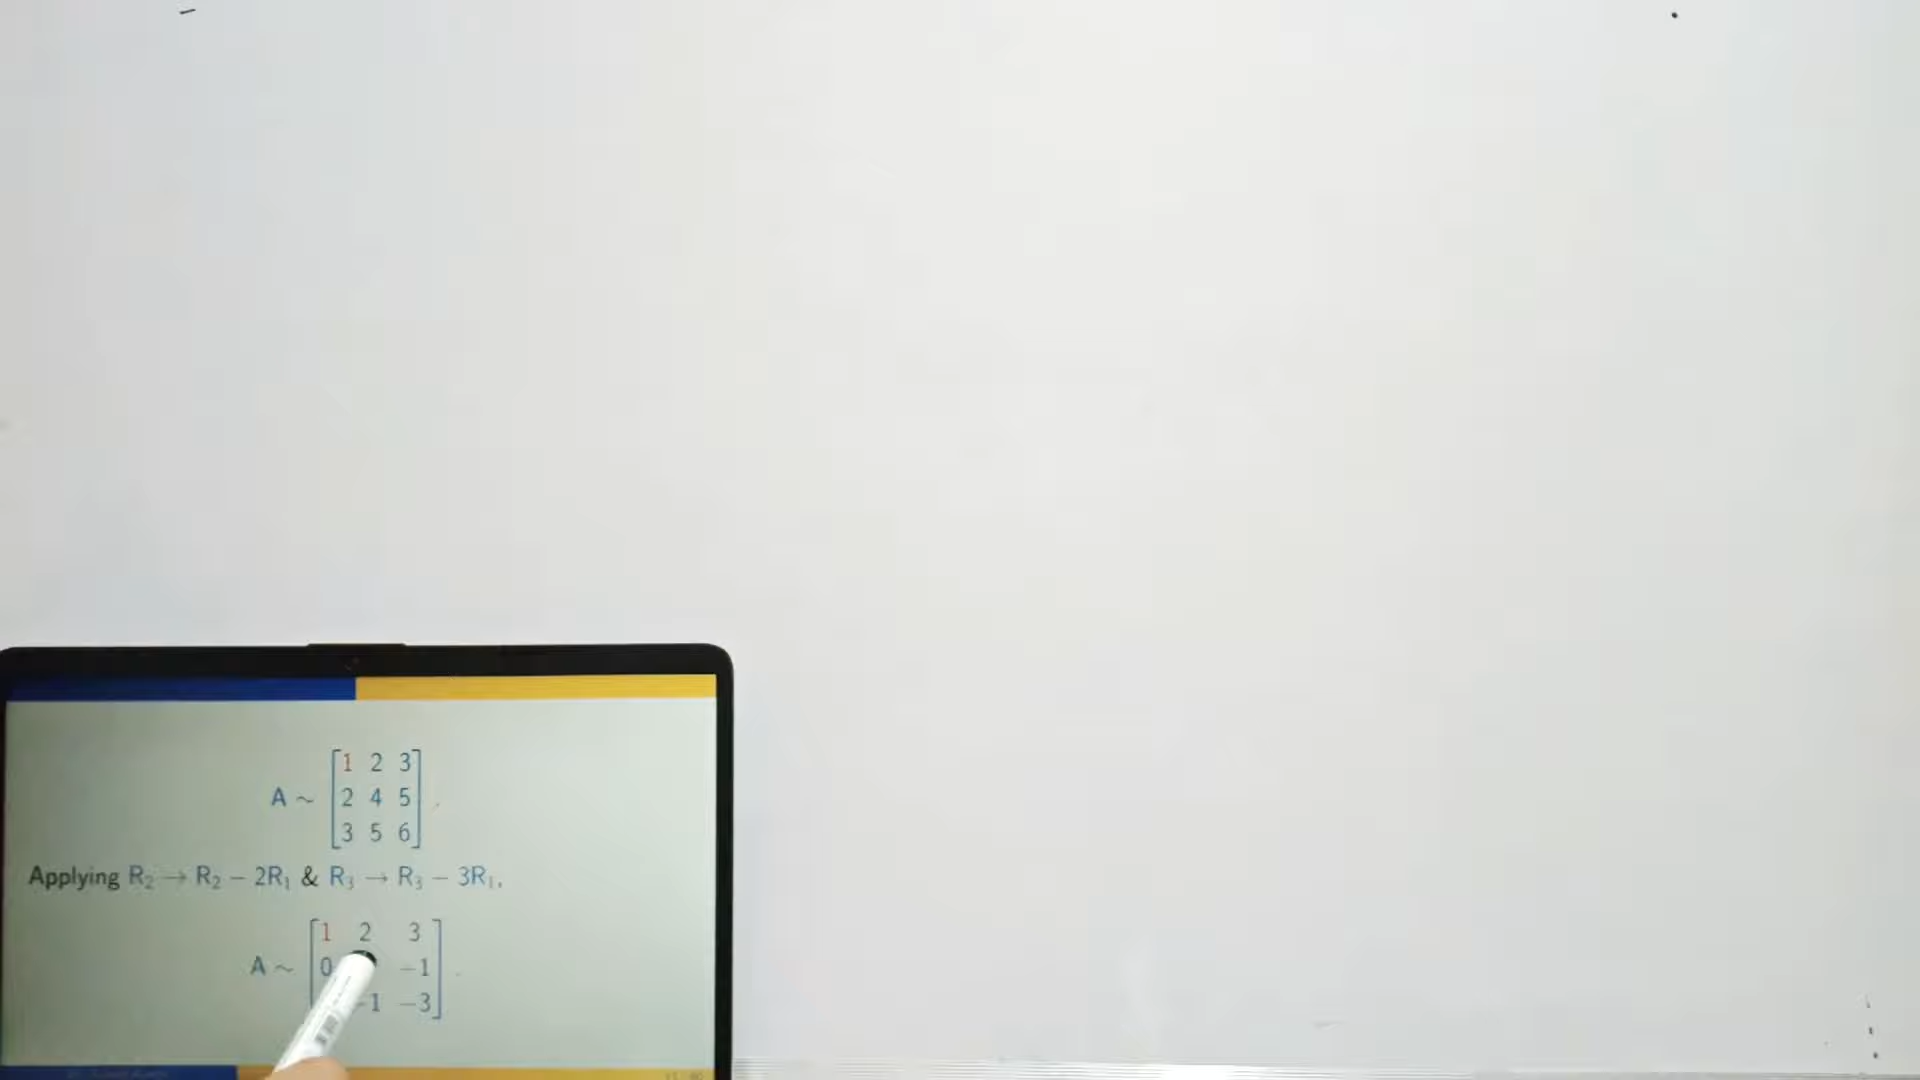 1 2 3
A ~ 2 4 5
3 5 6
Applying R₂ → R₂ − 2R₁ & R₃ → R₃ − 3R₁,
1 2 3
A ~ 0 −1
−1 −3